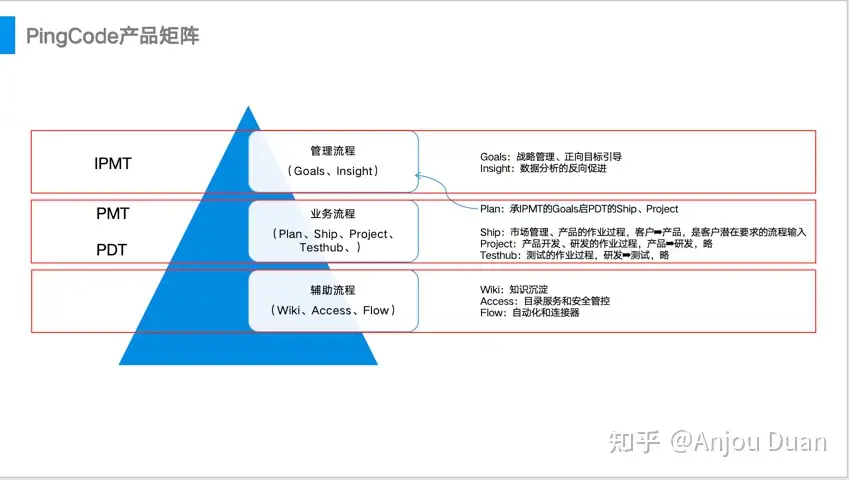 PingCode产品矩阵
IPMT
管理流程
（Goals、Insight）
Goals：战略管理、正向目标引导
Insight：数据分析的反向促进
PMT
PDT
业务流程
（Plan、Ship、Project、
Testhub、）
Plan：承IPMT的Goals启PDT的Ship、Project
Ship：市场管理、产品的作业过程，客户➡产品，是客户潜在要求的流程输入
Project：产品开发、研发的作业过程，产品➡研发，略
Testhub：测试的作业过程，研发➡测试，略
辅助流程
（Wiki、Access、Flow）
Wiki：知识沉淀
Access：目录服务和安全管控
Flow：自动化和连接器
知乎 @Anjou Duan